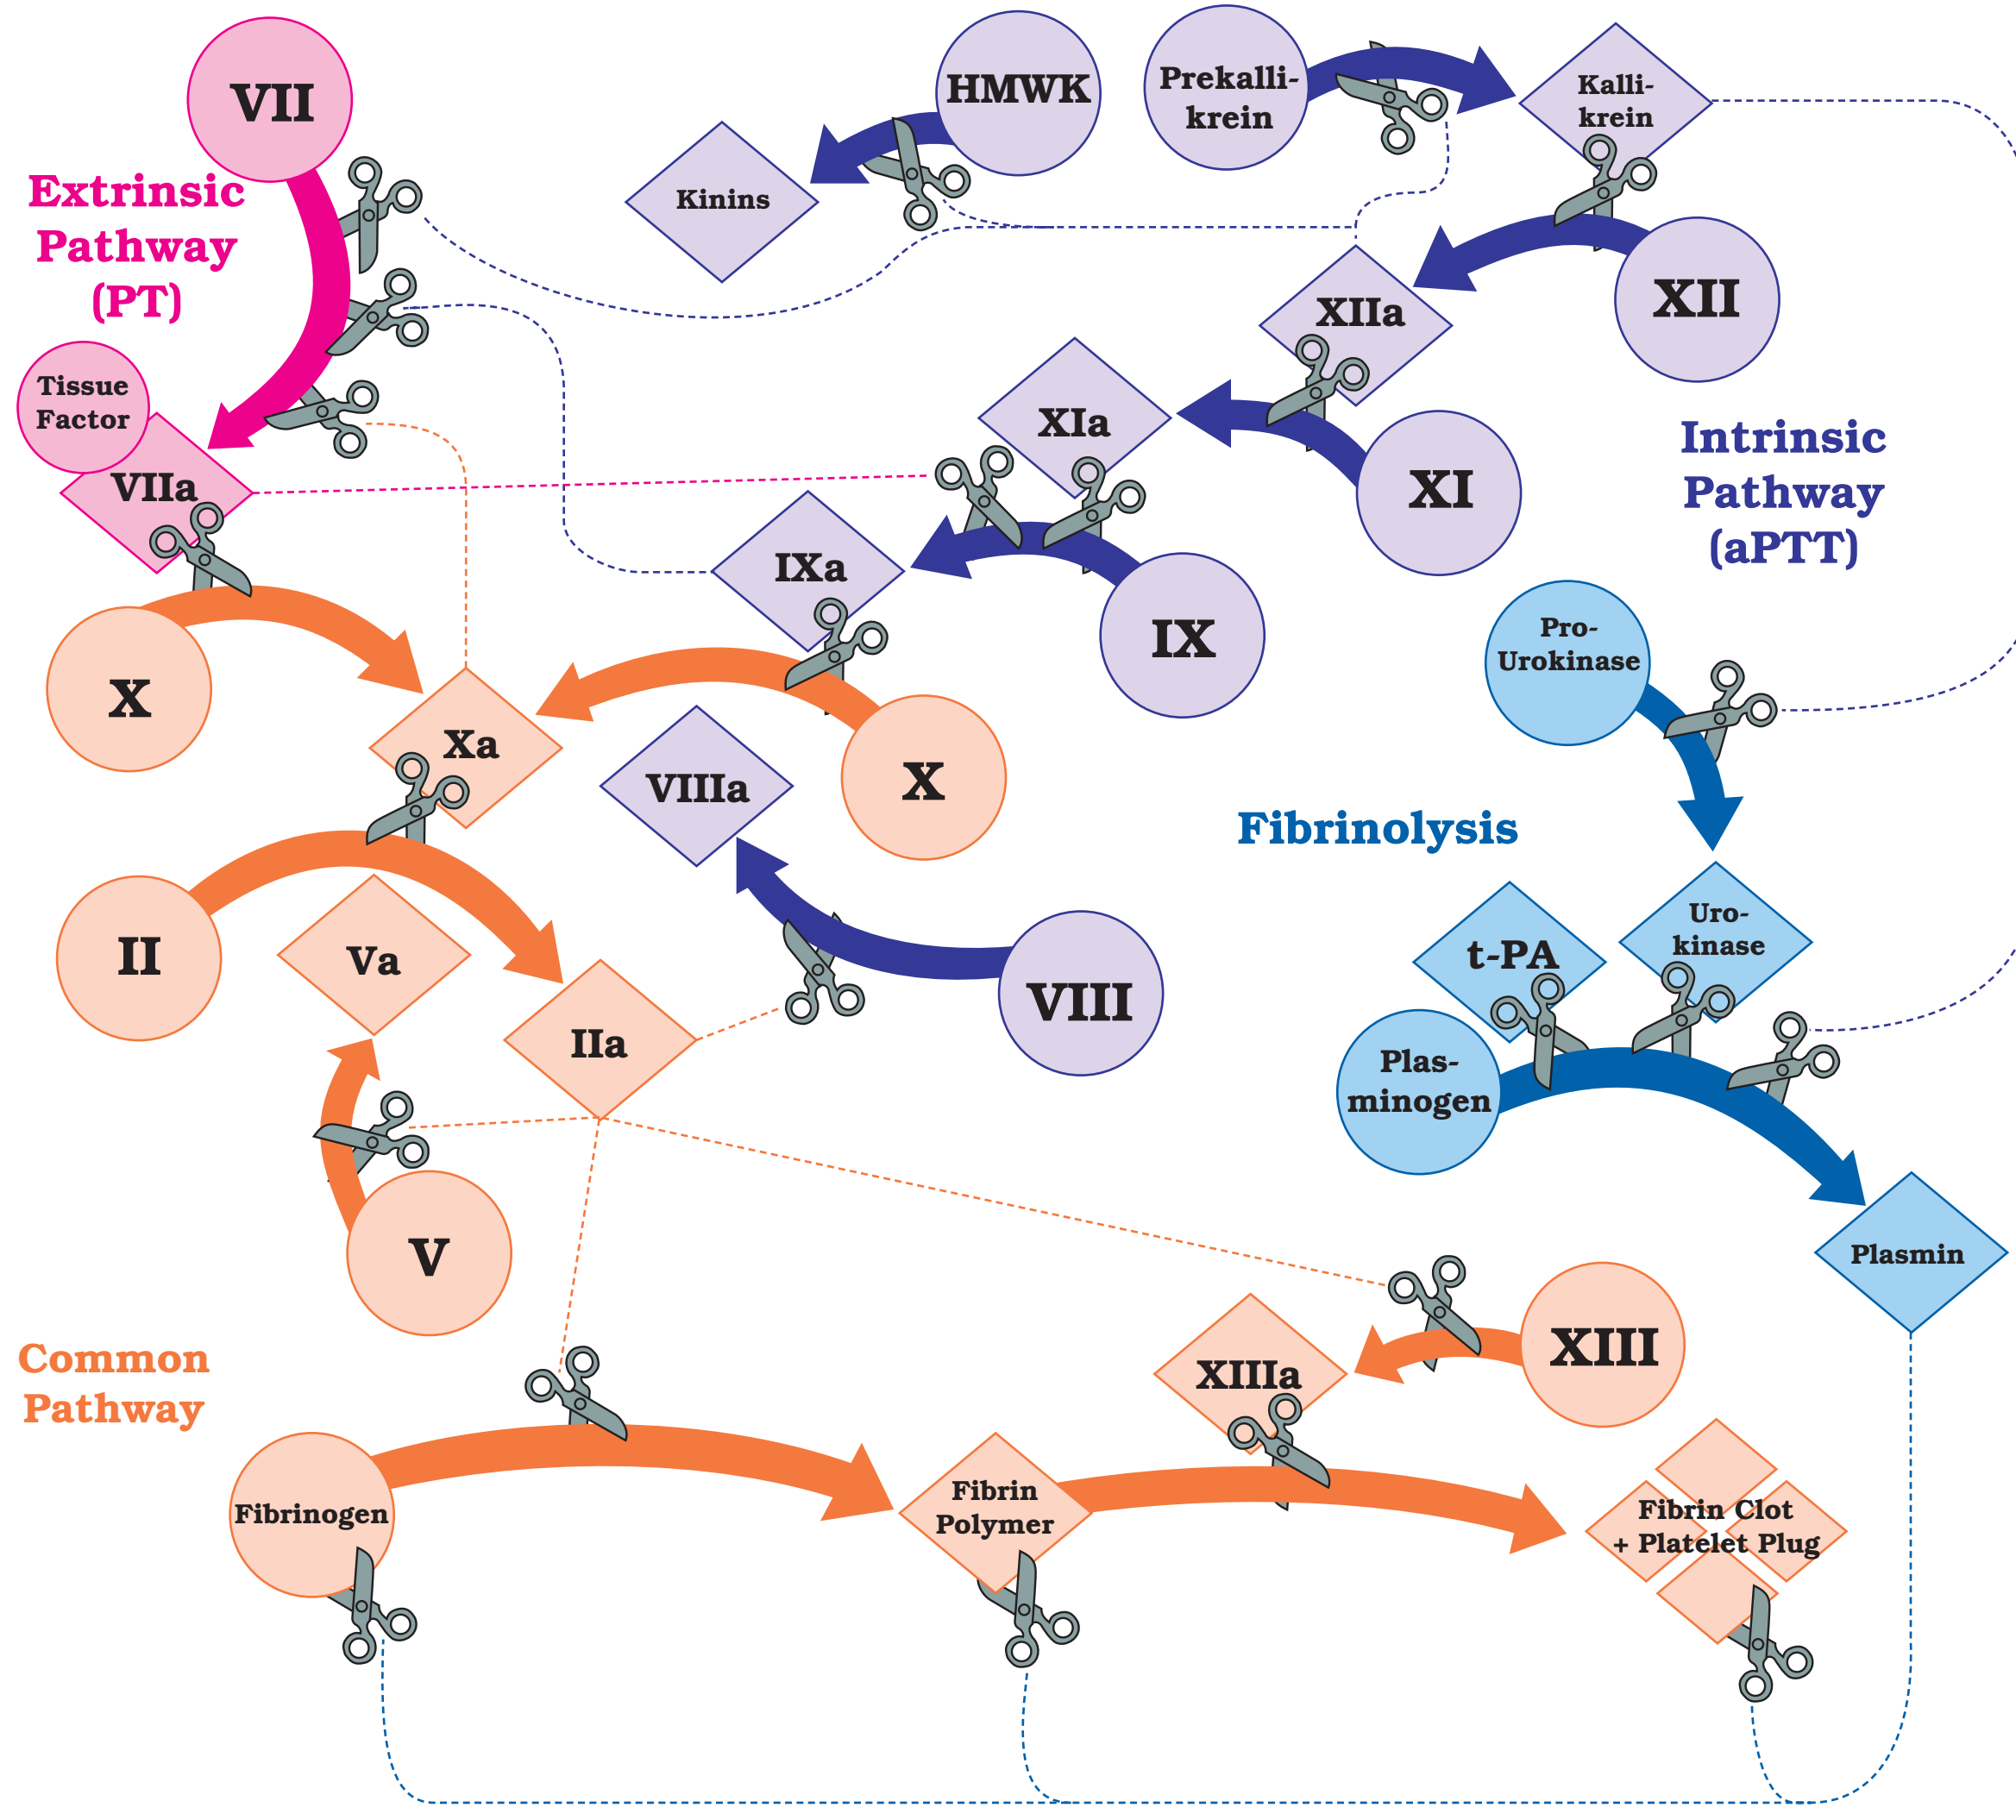 VII
HMWK
Prekalli-
krein
Kalli-
krein
Extrinsic
Pathway
(PT)
Kinins
XII
XIIa
Tissue
Factor
VIIa
XIa
XI
Intrinsic
Pathway
(aPTT)
IXa
IX
Pro-
Urokinase
X
Xa
VIIIa
X
Fibrinolysis
II
Va
IIa
VIII
t-PA
Uro-
kinase
Plas-
minogen
V
Plasmin
Common
Pathway
XIIIa
XIII
Fibrinogen
Fibrin
Polymer
Fibrin Clot
+ Platelet Plug